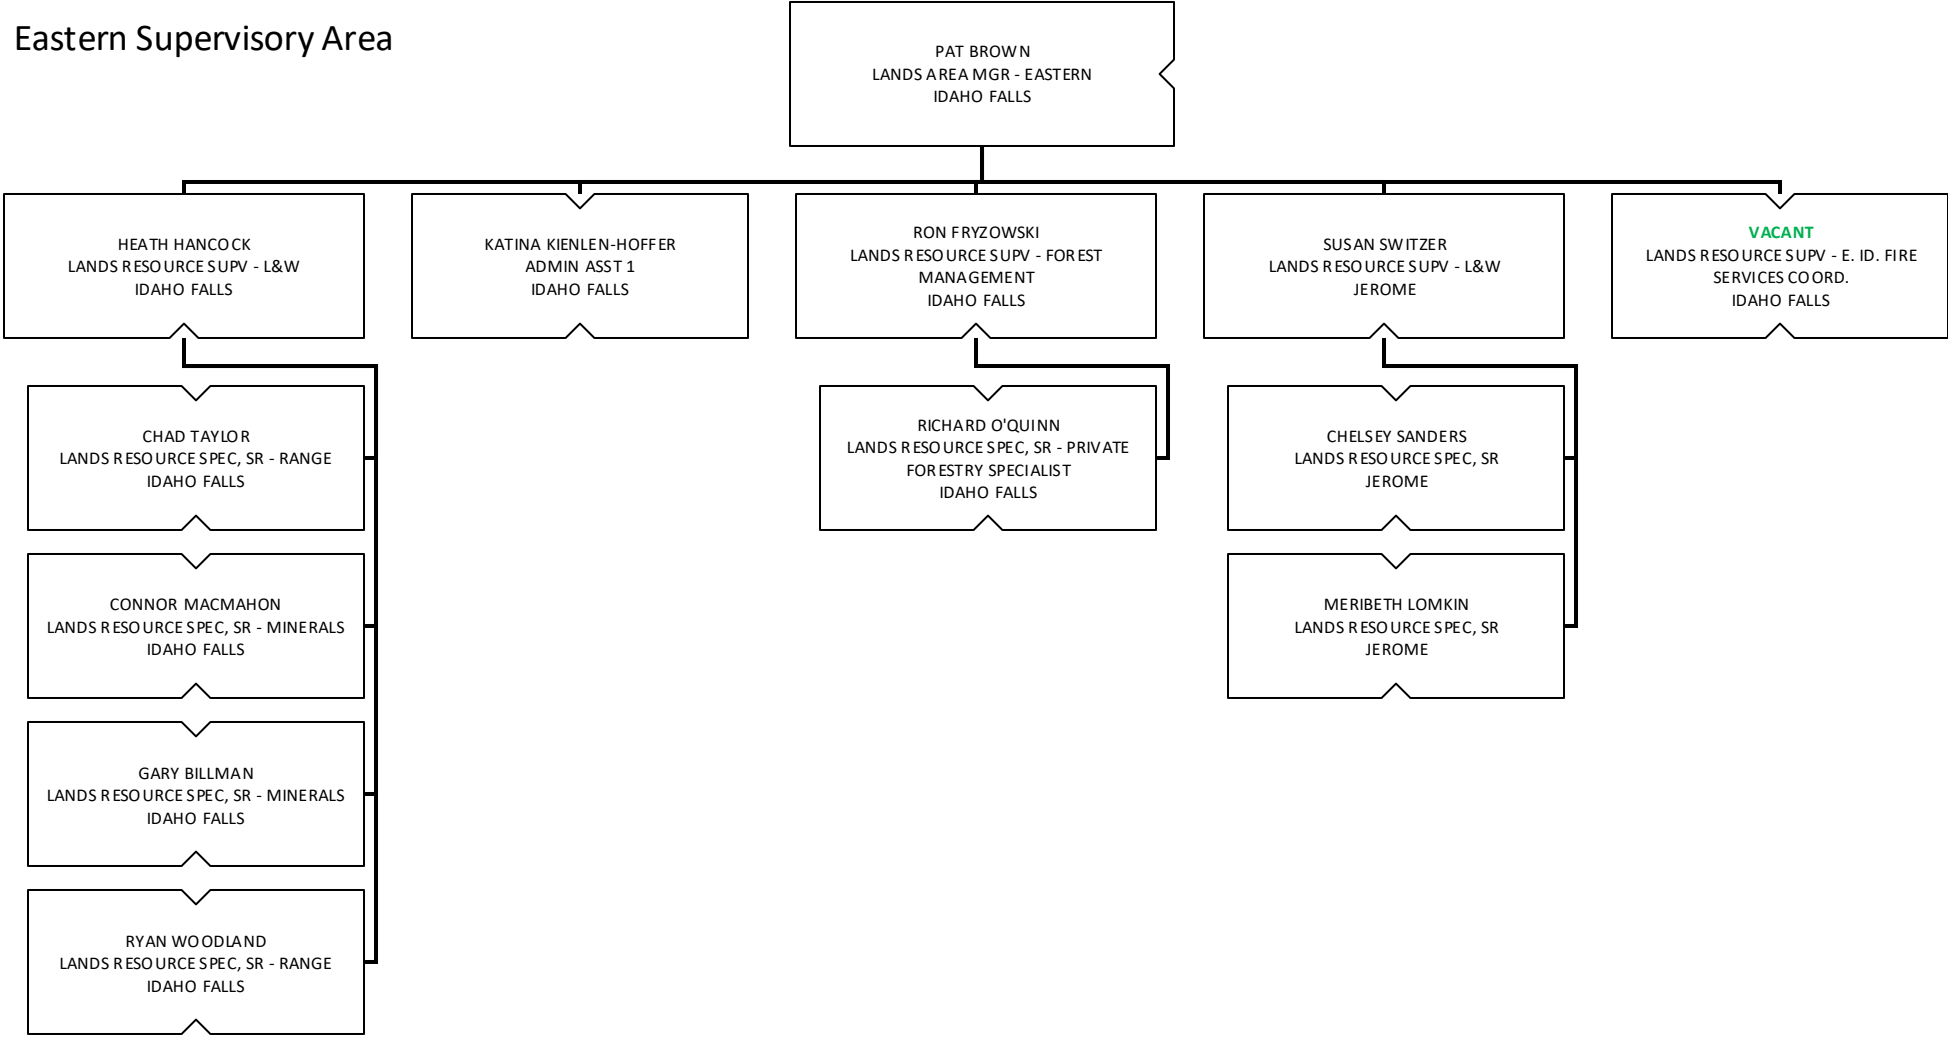 Eastern Supervisory Area
PAT BROWN
LANDS AREA MGR - EASTERN
IDAHO FALLS
HEATH HANCOCK
LANDS RESOURCE SUPV - L&W
IDAHO FALLS
KATINA KIENLEN-HOFFER
ADMIN ASST 1
IDAHO FALLS
RON FRYZOWSKI
LANDS RESOURCE SUPV - FOREST
MANAGEMENT
IDAHO FALLS
SUSAN SWITZER
LANDS RESOURCE SUPV - L&W
JEROME
VACANT
LANDS RESOURCE SUPV - E. ID. FIRE
SERVICES COORD.
IDAHO FALLS
CHAD TAYLOR
LANDS RESOURCE SPEC, SR - RANGE
IDAHO FALLS
RICHARD O'QUINN
LANDS RESOURCE SPEC, SR - PRIVATE
FORESTRY SPECIALIST
IDAHO FALLS
CHELSEY SANDERS
LANDS RESOURCE SPEC, SR
JEROME
CONNOR MACMAHON
LANDS RESOURCE SPEC, SR - MINERALS
IDAHO FALLS
MERIBETH LOMKIN
LANDS RESOURCE SPEC, SR
JEROME
GARY BILLMAN
LANDS RESOURCE SPEC, SR - MINERALS
IDAHO FALLS
RYAN WOODLAND
LANDS RESOURCE SPEC, SR - RANGE
IDAHO FALLS